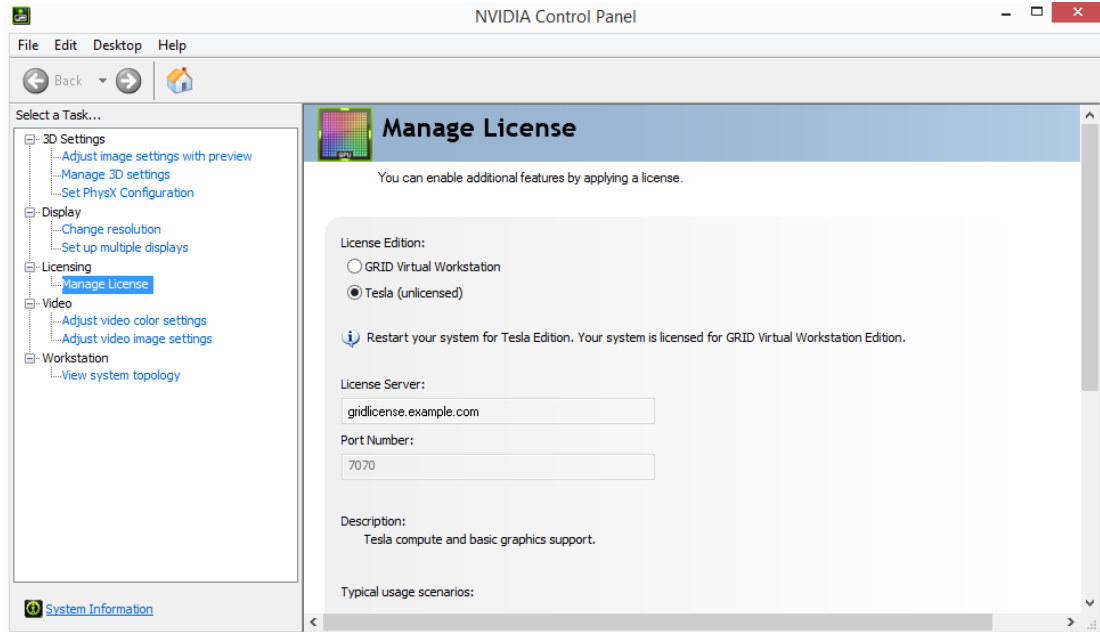 NVIDIA Control Panel
File Edit Desktop Help
Back
Select a Task...
3D Settings
Adjust image settings with preview
Manage 3D settings
Set PhysX Configuration
Display
Change resolution
Set up multiple displays
Licensing
Manage License
Video
Adjust video color settings
Adjust video image settings
Workstation
View system topology
System Information
GPU
Manage License
You can enable additional features by applying a license.
License Edition:
GRID Virtual Workstation
Tesla (unlicensed)
Restart your system for Tesla Edition. Your system is licensed for GRID Virtual Workstation Edition.
License Server:
gridlicense.example.com
Port Number:
7070
Description:
Tesla compute and basic graphics support.
Typical usage scenarios: